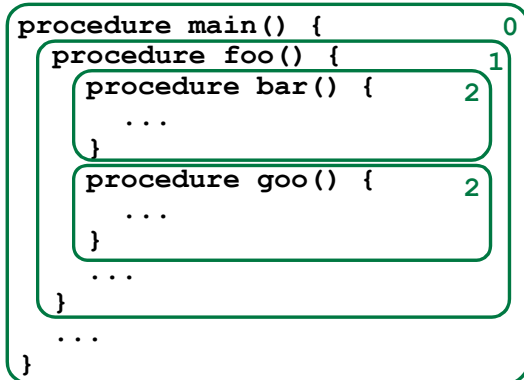 procedure main() { 0
procedure foo() { 1
procedure bar() { 2
...
}
procedure goo() { 2
...
}
...
}
...
}